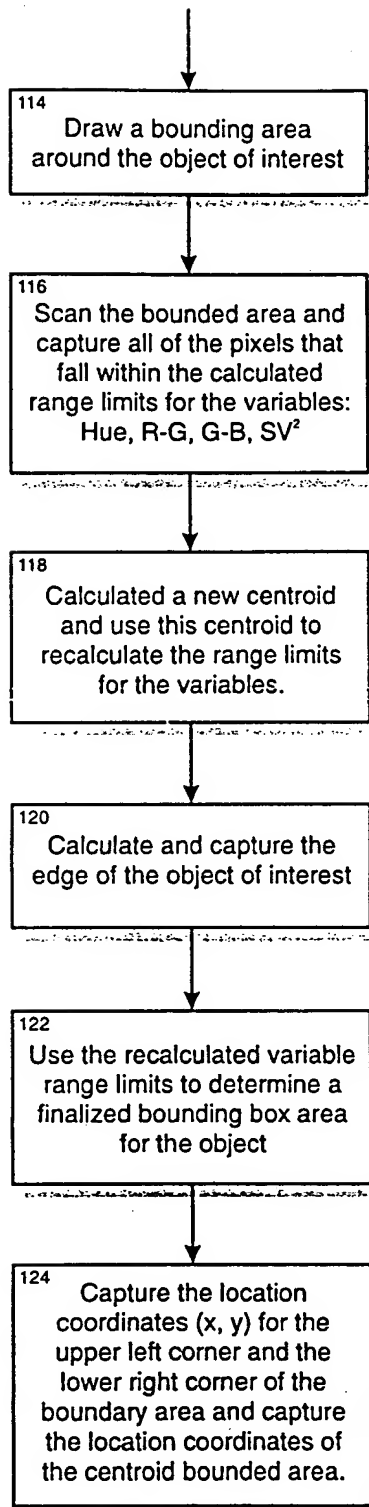 114
Draw a bounding area
around the object of interest
116
Scan the bounded area and
capture all of the pixels that
fall within the calculated
range limits for the variables:
Hue, R-G, G-B, SV²
118
Calculated a new centroid
and use this centroid to
recalculate the range limits
for the variables.
120
Calculate and capture the
edge of the object of interest
122
Use the recalculated variable
range limits to determine a
finalized bounding box area
for the object
124
Capture the location
coordinates (x, y) for the
upper left corner and the
lower right corner of the
boundary area and capture
the location coordinates of
the centroid bounded area.